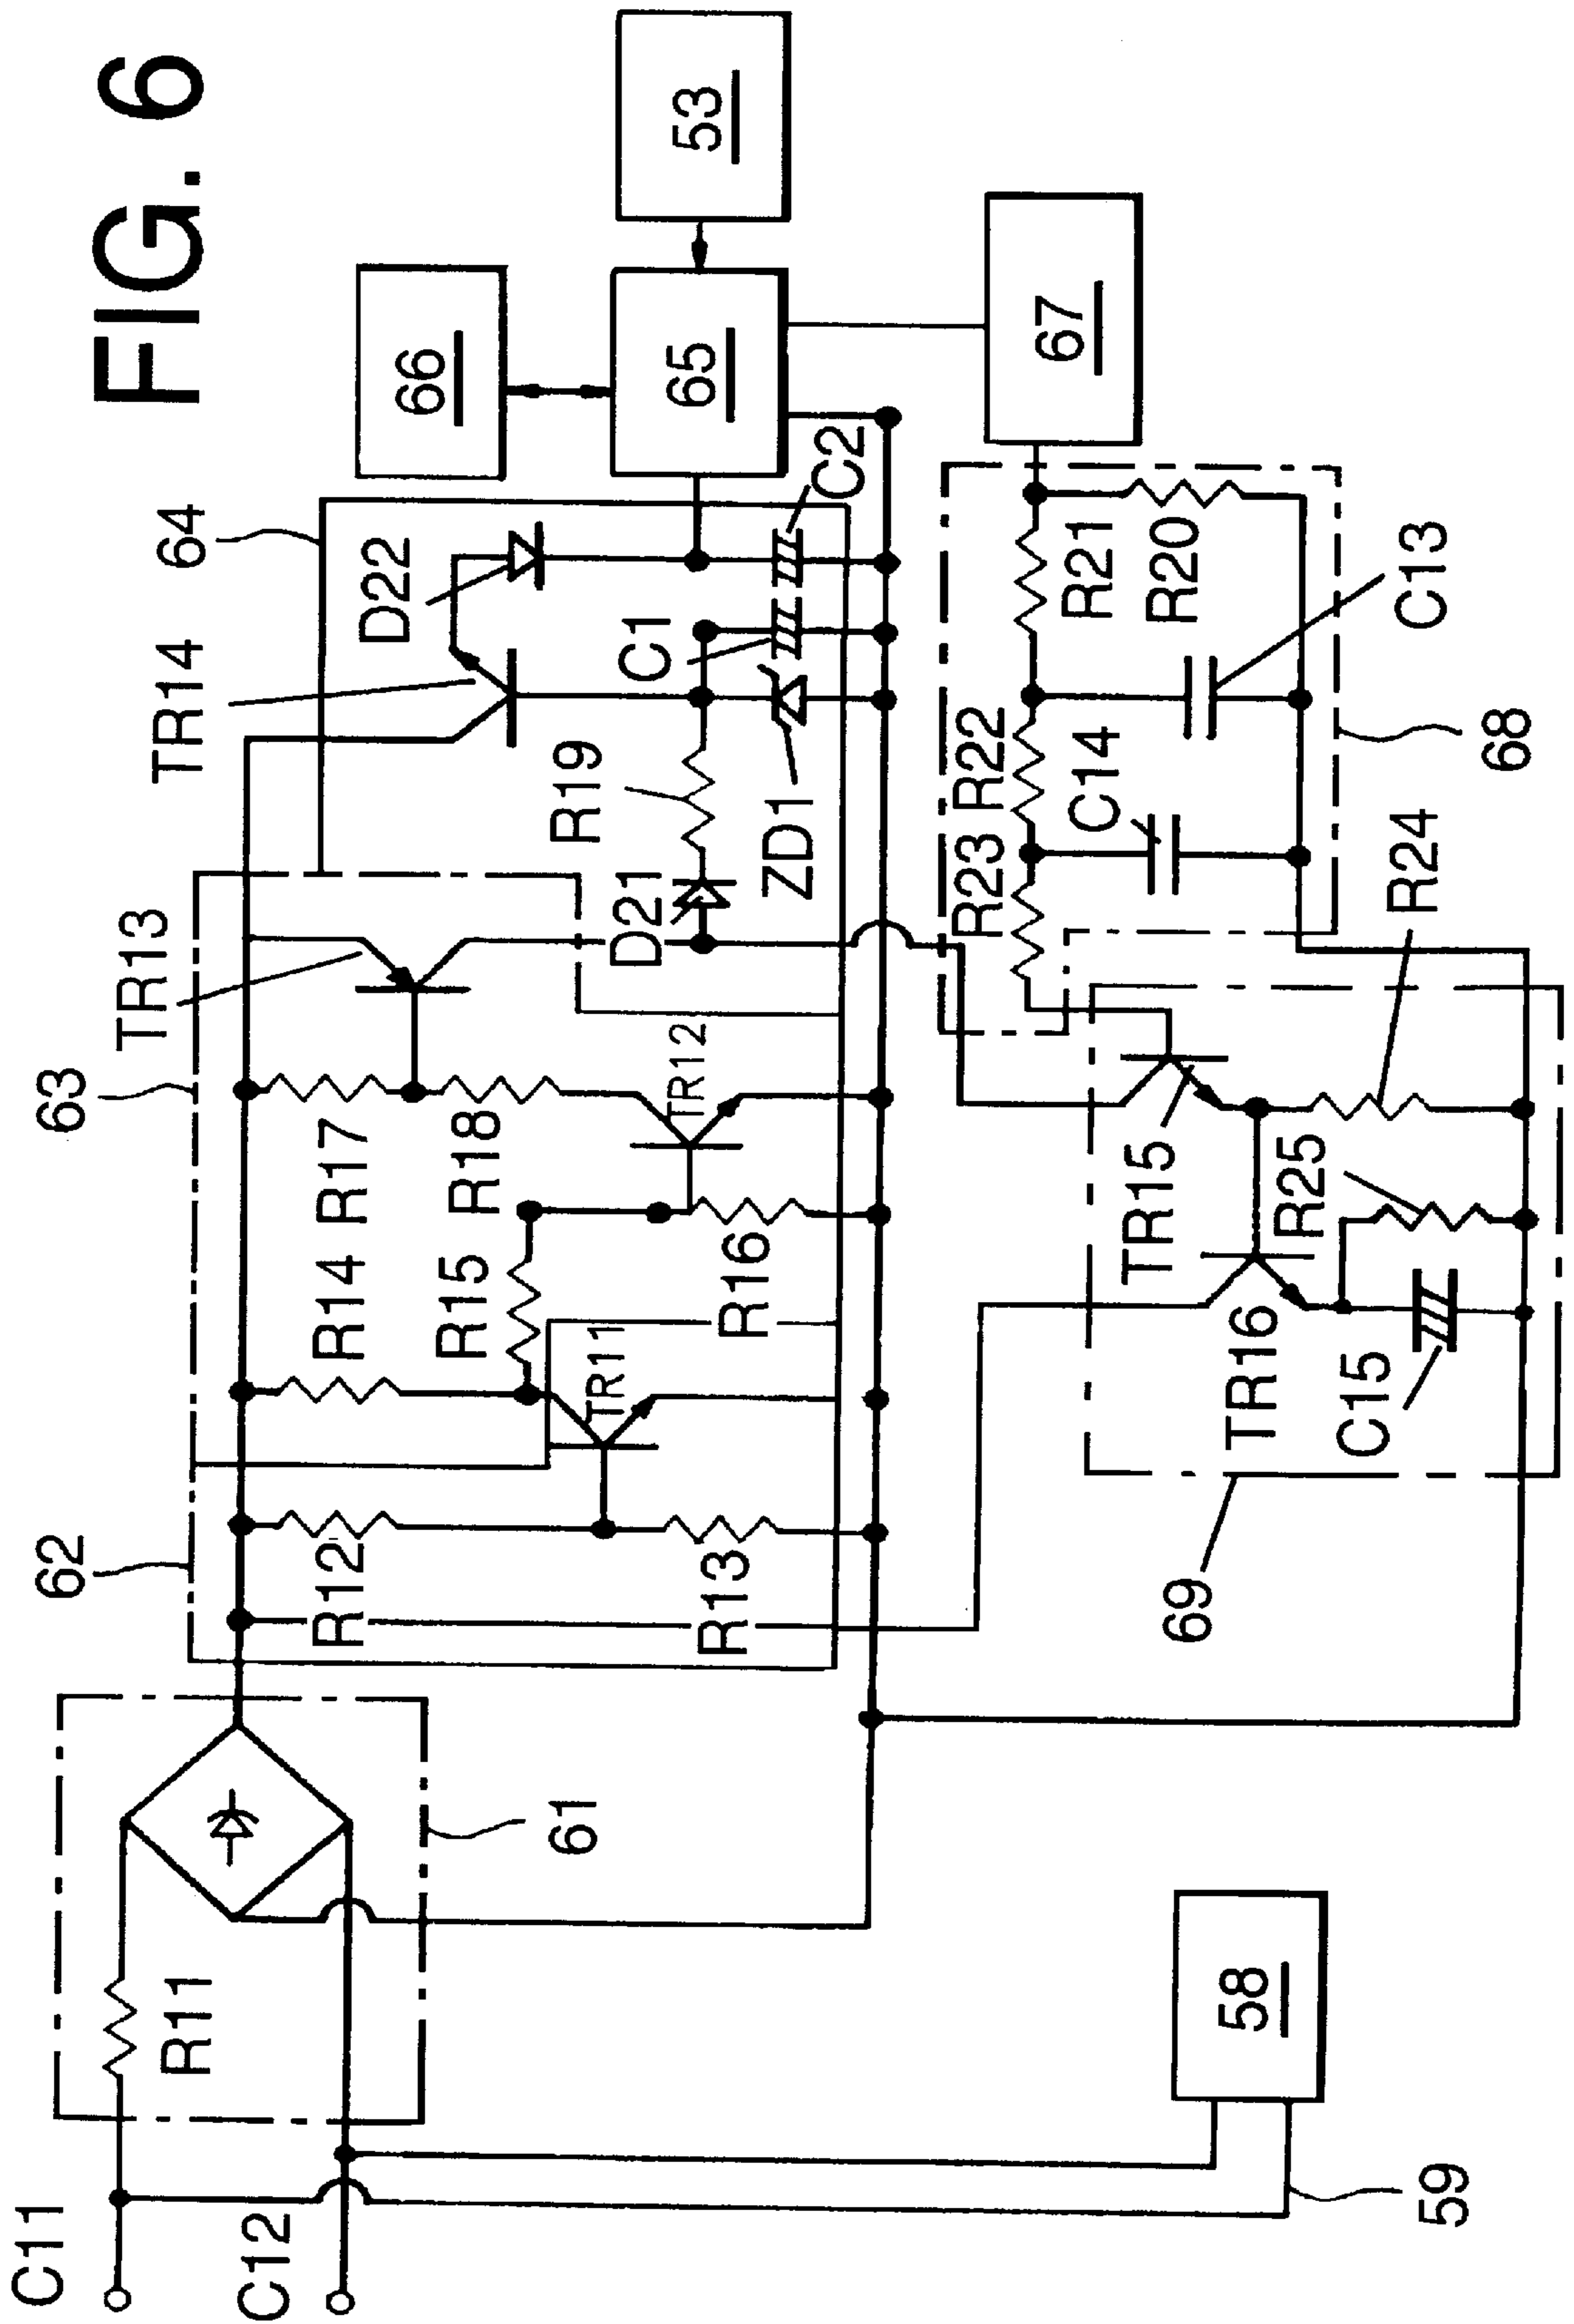 FIG. 6
C11
C12
R11
61
58
59
62
63
64
TR13
TR14
D22
66
65
53
67
R12
R13
R14
R15
R16
TR11
R17
R18
TR12
D21
R19
ZD1
C1
C2
R23
R22
R21
R20
C14
C13
68
R24
TR15
R25
TR16
C15
69